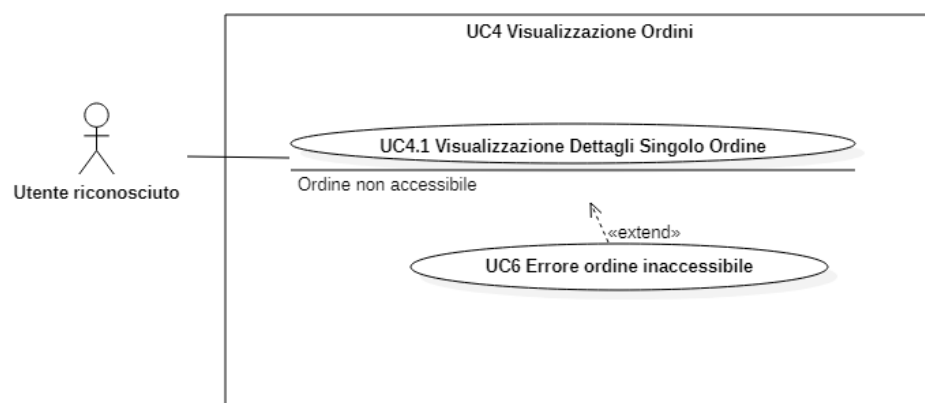 UC4 Visualizzazione Ordini
UC4.1 Visualizzazione Dettagli Singolo Ordine
Utente riconosciuto
Ordine non accessibile
«extend»
UC6 Errore ordine inaccessibile